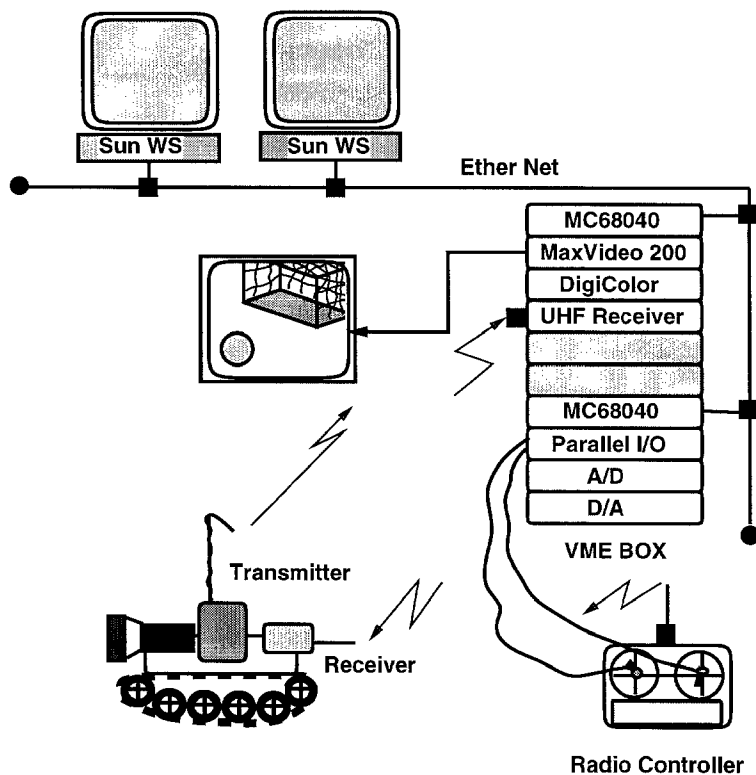 Sun WS
Sun WS
Ether Net
MC68040
MaxVideo 200
DigiColor
UHF Receiver
MC68040
Parallel I/O
A/D
D/A
VME BOX
Transmitter
Receiver
Radio Controller